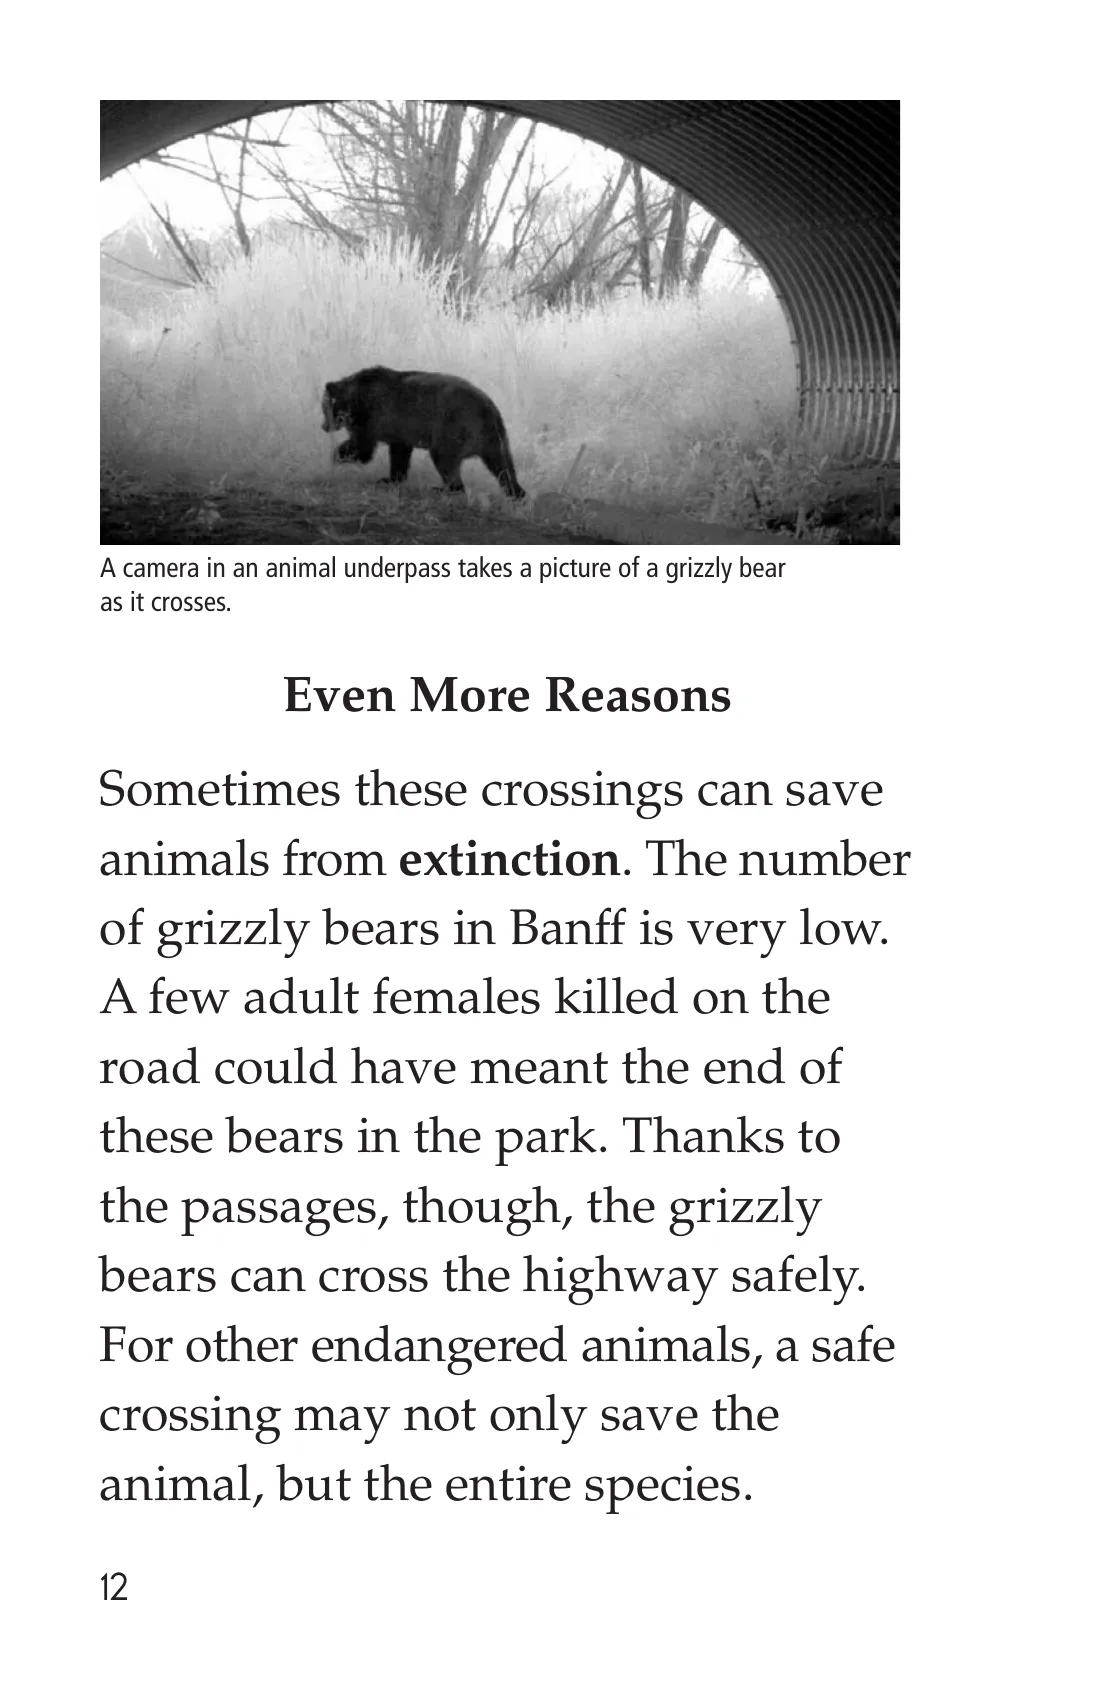 A camera in an animal underpass takes a picture of a grizzly bear
as it crosses.
Even More Reasons
Sometimes these crossings can save
animals from extinction. The number
of grizzly bears in Banff is very low.
A few adult females killed on the
road could have meant the end of
these bears in the park. Thanks to
the passages, though, the grizzly
bears can cross the highway safely.
For other endangered animals, a safe
crossing may not only save the
animal, but the entire species.
12